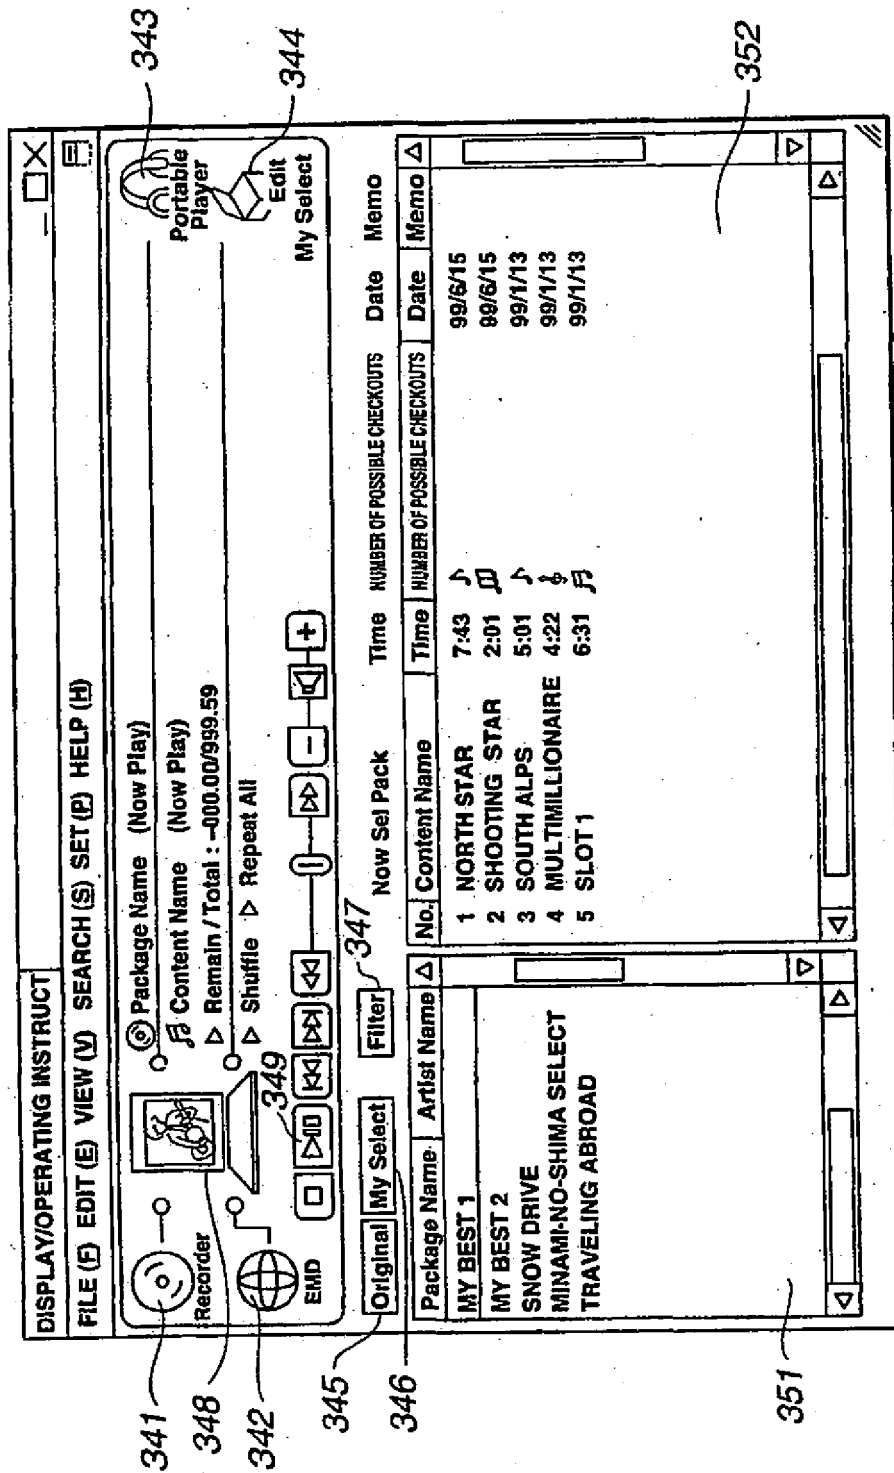 DISPLAY/OPERATING INSTRUCT
FILE (F) EDIT (E) VIEW (V) SEARCH (S) SET (P) HELP (H)
Recorder
EMD
Package Name (Now Play)
Content Name (Now Play)
Remain / Total : -000.00/999.59
Shuffle Repeat All
Portable
Player
Edit
My Select
Original
My Select
Filter
Now Sel Pack
Time
NUMBER OF POSSIBLE CHECKOUTS
Date
Memo
Package Name Artist Name
MY BEST 1
MY BEST 2
SNOW DRIVE
MINAMI-NO-SHIMA SELECT
TRAVELING ABROAD
No. Content Name Time NUMBER OF POSSIBLE CHECKOUTS Date Memo
1 NORTH STAR 7:43 99/6/15
2 SHOOTING STAR 2:01 99/6/15
3 SOUTH ALPS 5:01 99/1/13
4 MULTIMILLIONAIRE 4:22 99/1/13
5 SLOT 1 6:31 99/1/13
341
348
342
345
346
347
349
343
344
351
352